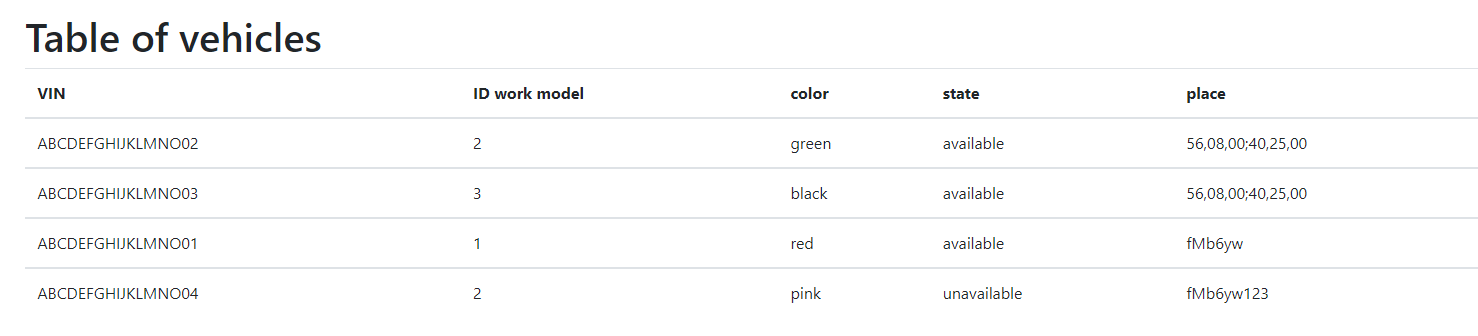 Table of vehicles
VIN ID work model color state place
ABCDEFGHIJKLMNO02 2 green available 56,08,00;40,25,00
ABCDEFGHIJKLMNO03 3 black available 56,08,00;40,25,00
ABCDEFGHIJKLMNO01 1 red available fMb6yw
ABCDEFGHIJKLMNO04 2 pink unavailable fMb6yw123